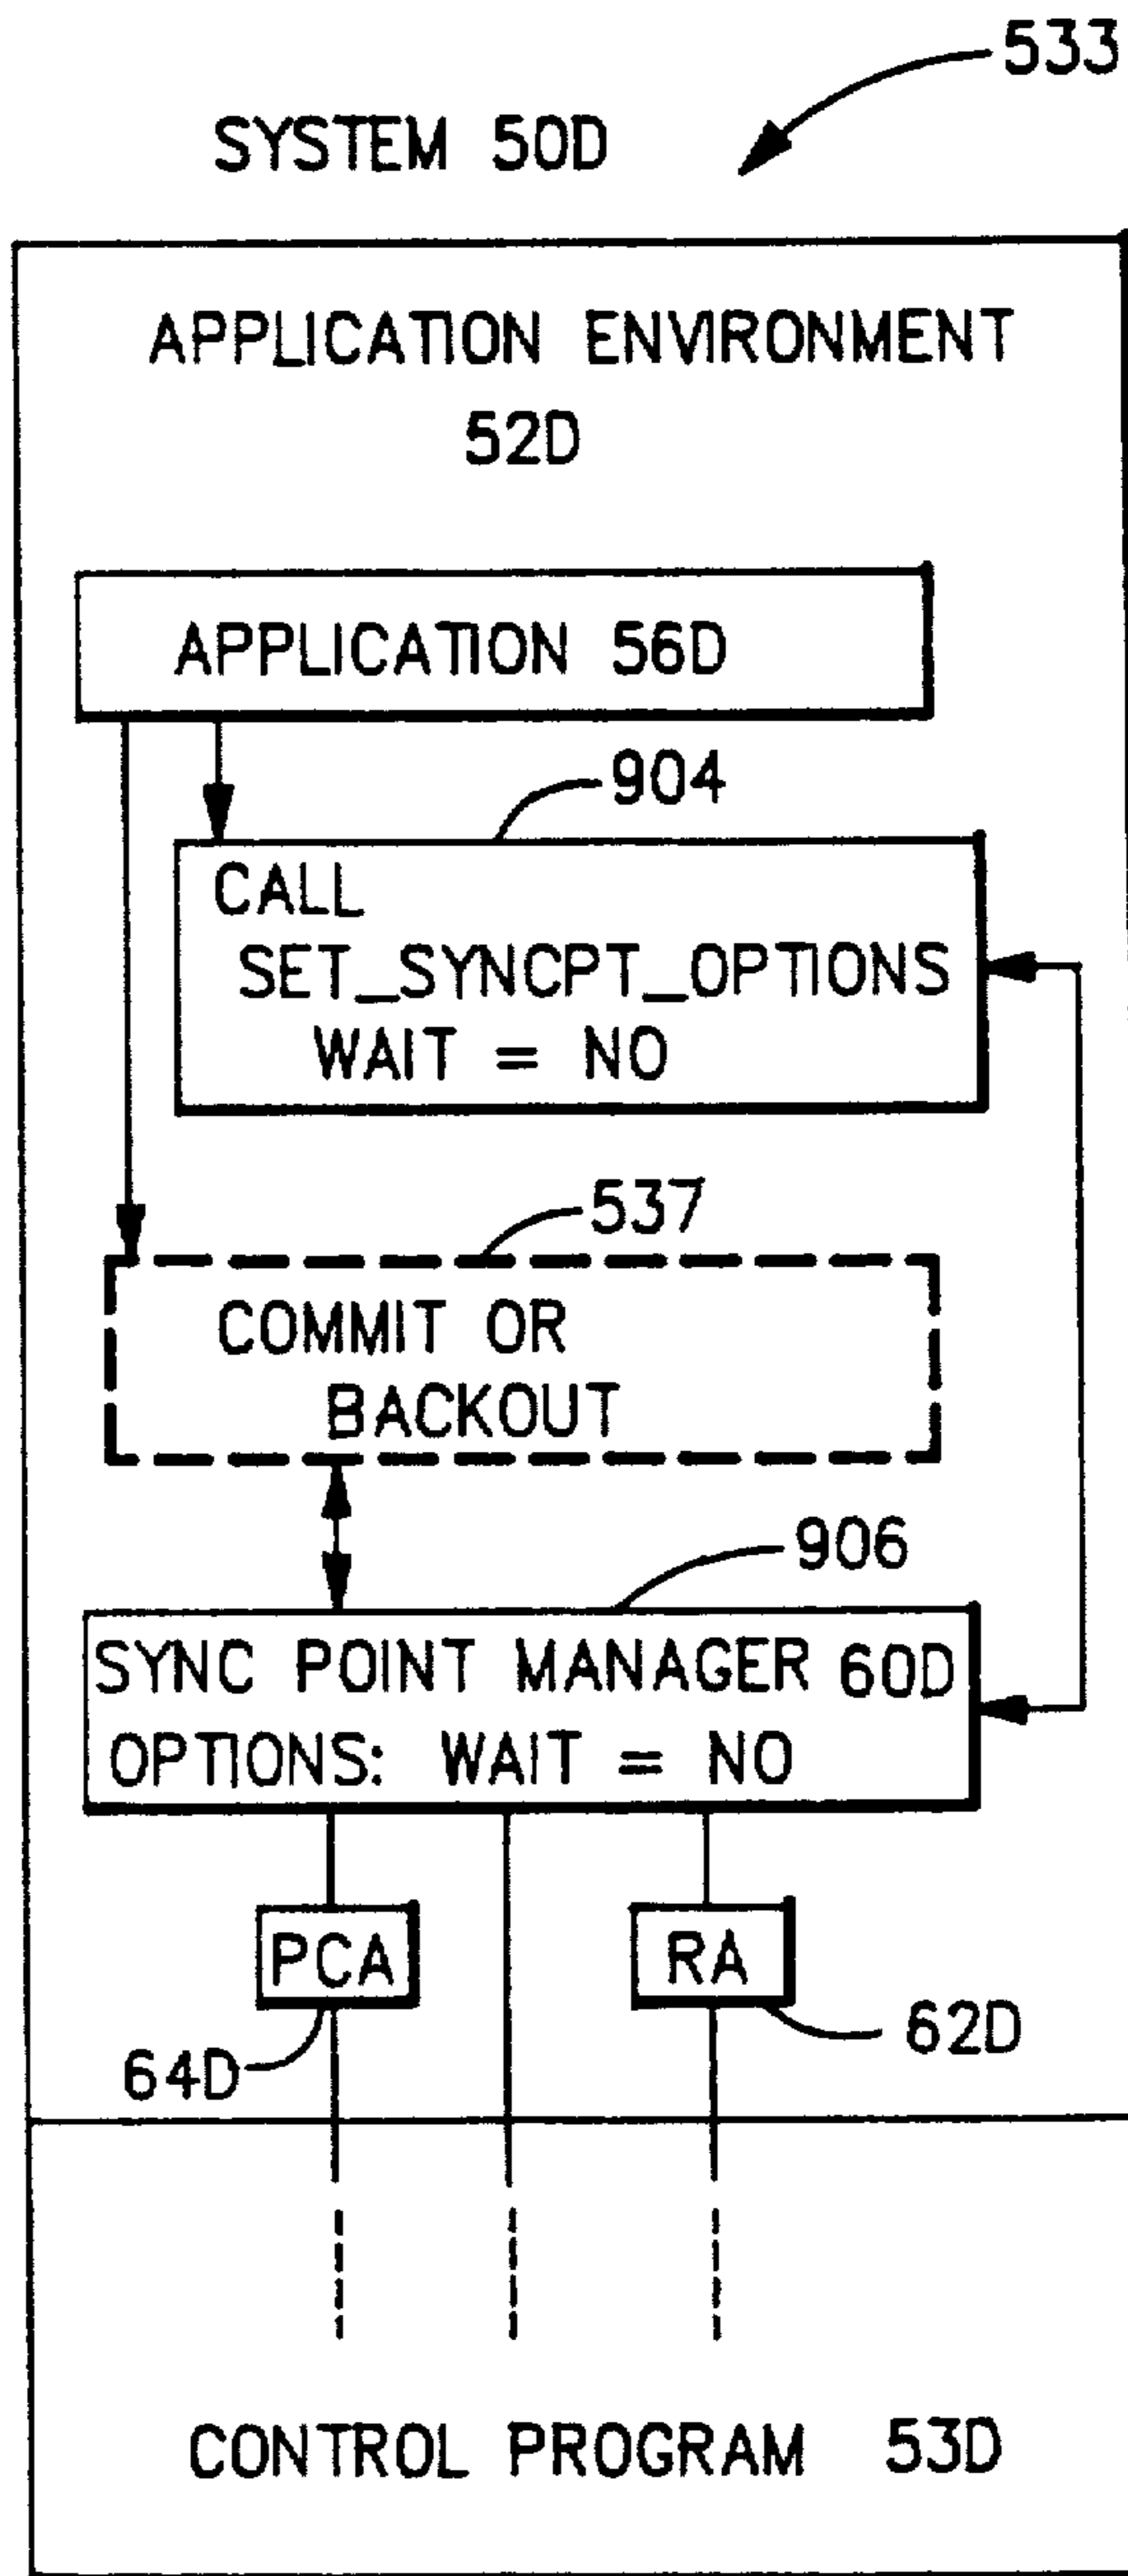 533
SYSTEM 50D
APPLICATION ENVIRONMENT
52D
APPLICATION 56D
904
CALL
SET_SYNCPT_OPTIONS
WAIT = NO
537
COMMIT OR
BACKOUT
906
SYNC POINT MANAGER 60D
OPTIONS: WAIT = NO
PCA
RA
64D
62D
CONTROL PROGRAM 53D